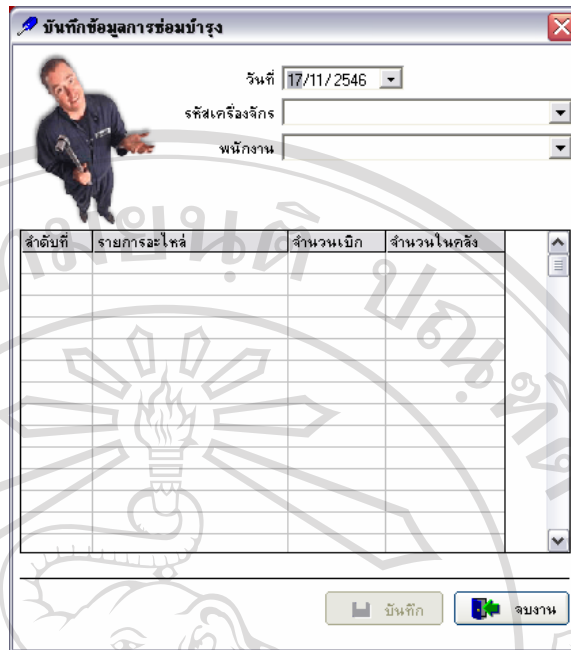 บันทึกข้อมูลการซ่อมบำรุง
วันที่ 17/11/2546
รหัสเครื่องจักร
พนักงาน
ลำดับที่ รายการอะไหล่ จำนวนเบิก จำนวนในคลัง
บันทึก จบงาน